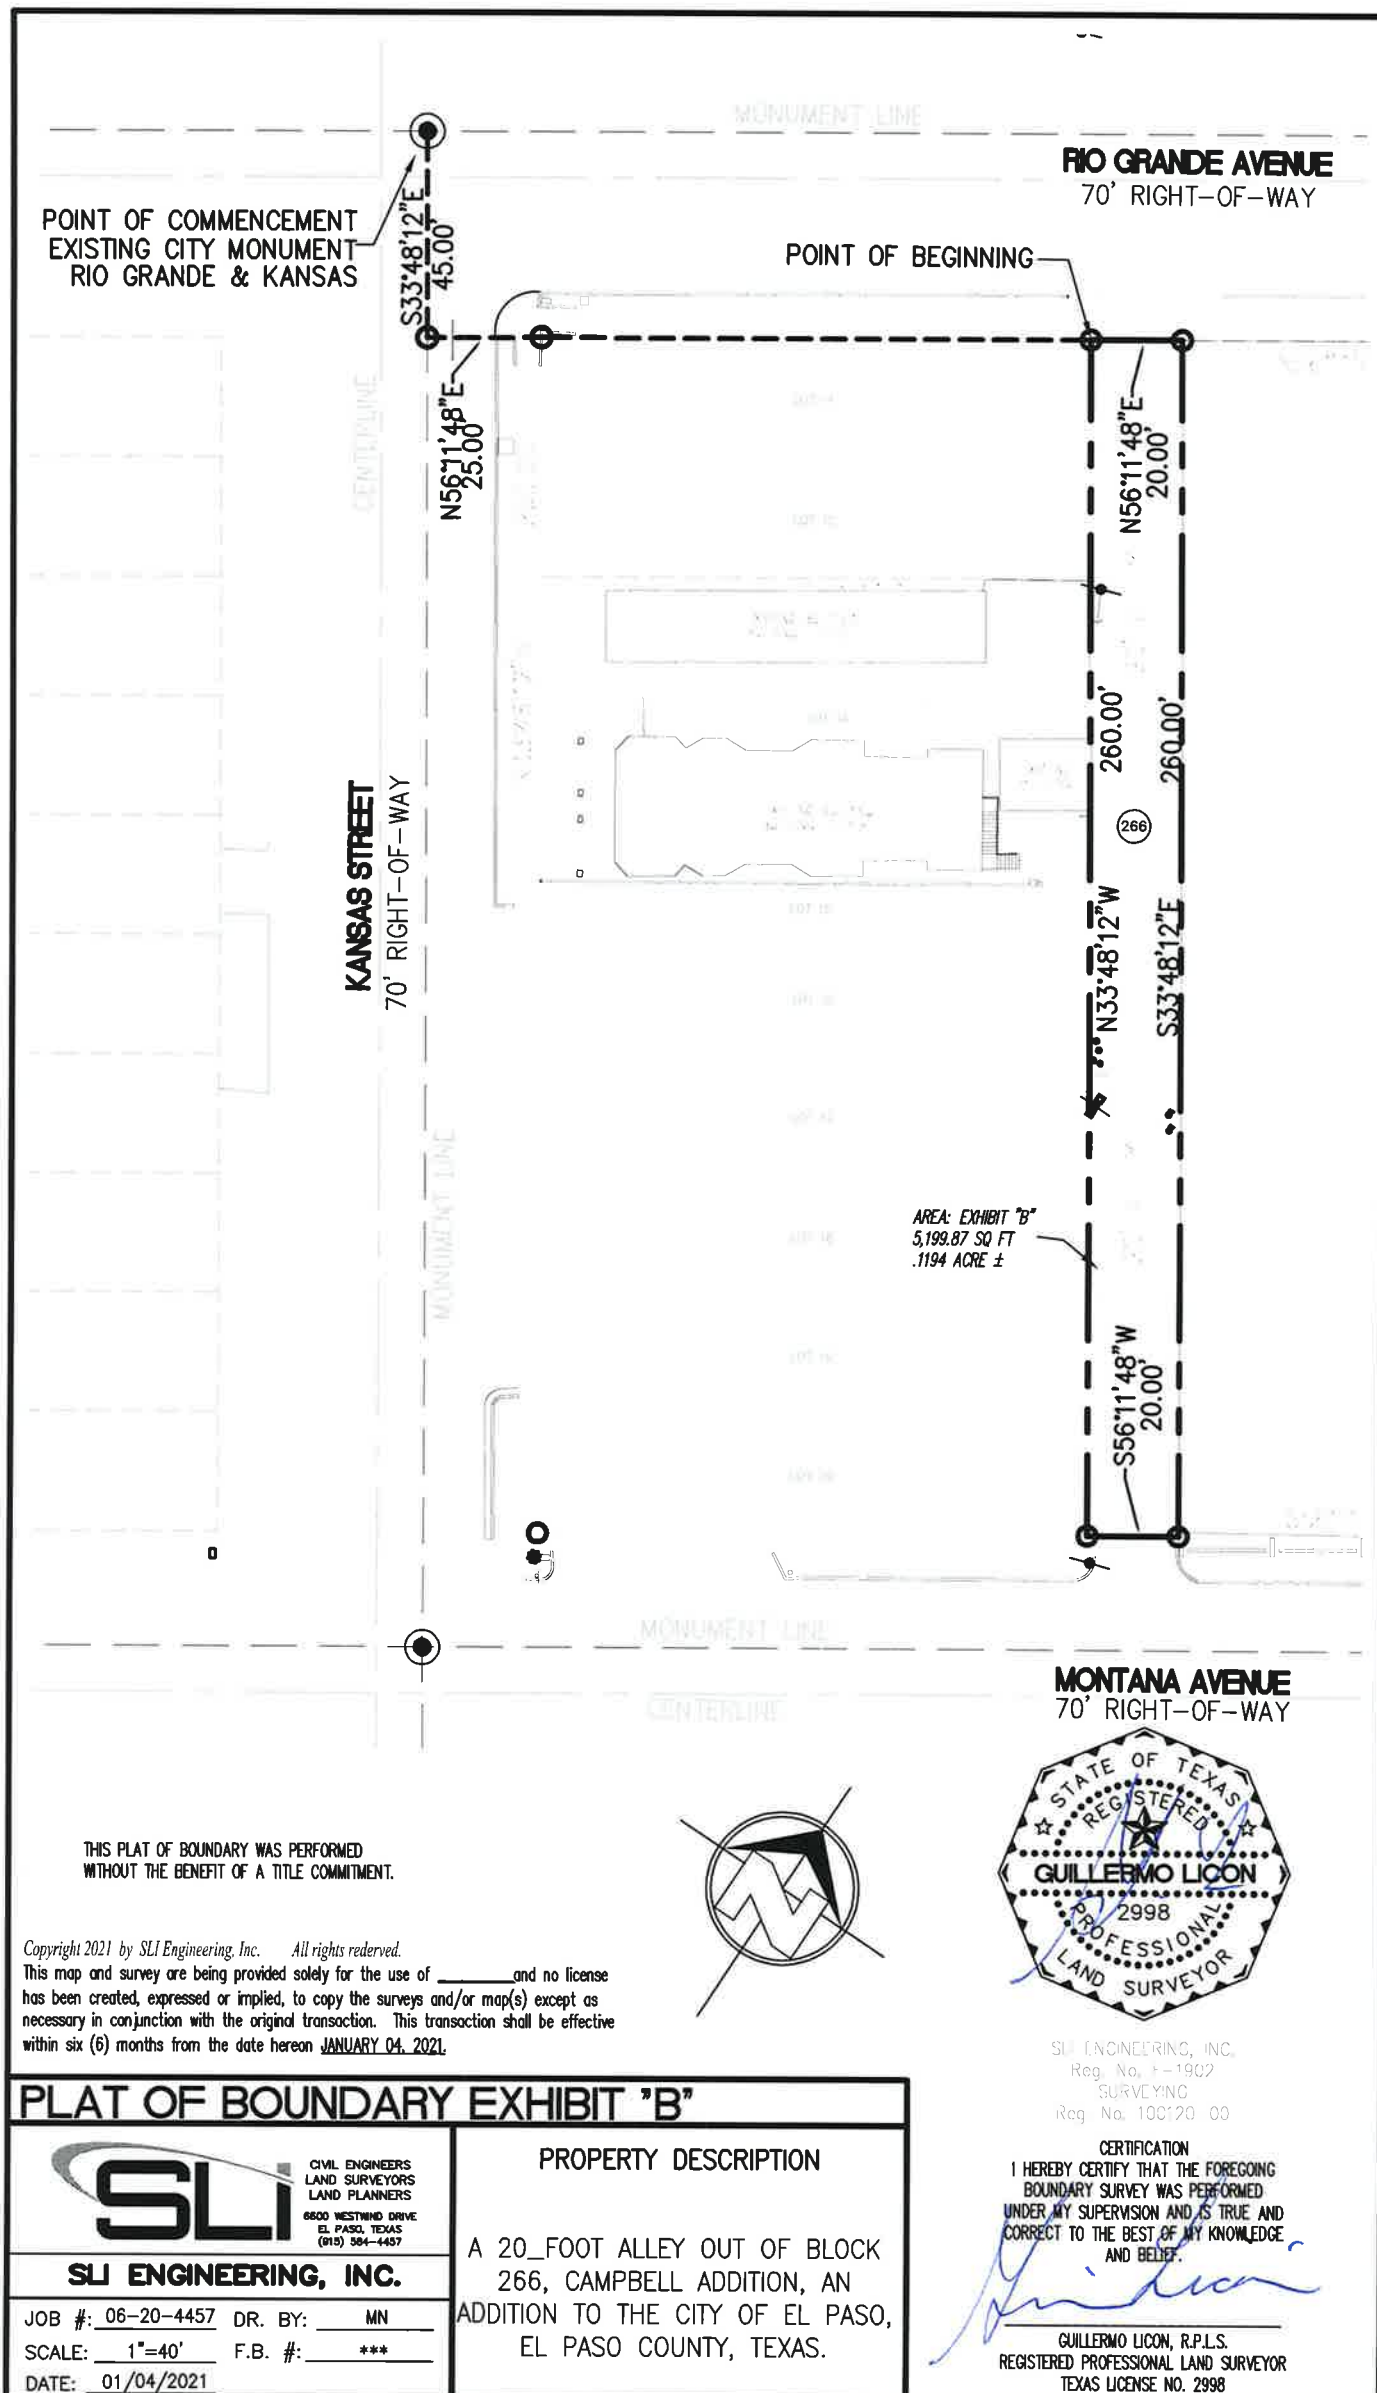 MONUMENT LINE
RIO GRANDE AVENUE
70' RIGHT-OF-WAY
POINT OF COMMENCEMENT
EXISTING CITY MONUMENT
RIO GRANDE & KANSAS
S33°48'12"E
45.00'
POINT OF BEGINNING
N56°11'48"E
25.00'
N56°11'48"E
20.00'
CENTERLINE
KANSAS STREET
70' RIGHT-OF-WAY
260.00'
260.00'
266
N33°48'12"W
S33°48'12"E
MONUMENT LINE
AREA: EXHIBIT "B"
5,199.87 SQ FT
.1194 ACRE ±
S56°11'48"W
20.00'
MONUMENT LINE
CENTERLINE
MONTANA AVENUE
70' RIGHT-OF-WAY
STATE OF TEXAS
REGISTERED
GUILLERMO LICON
2998
PROFESSIONAL
LAND SURVEYOR
THIS PLAT OF BOUNDARY WAS PERFORMED
WITHOUT THE BENEFIT OF A TITLE COMMITMENT.
N
Copyright 2021 by SLI Engineering, Inc. All rights rederved.
This map and survey are being provided solely for the use of ________and no license
has been created, expressed or implied, to copy the surveys and/or map(s) except as
necessary in conjunction with the original transaction. This transaction shall be effective
within six (6) months from the date hereon JANUARY 04, 2021.
SLI ENGINEERING, INC.
Reg. No. F-1902
SURVEYING
Reg. No. 100120 00
PLAT OF BOUNDARY EXHIBIT "B"
SLI
CIVIL ENGINEERS
LAND SURVEYORS
LAND PLANNERS
6600 WESTWIND DRIVE
EL PASO, TEXAS
(915) 584-4457
SLI ENGINEERING, INC.
JOB #: 06-20-4457 DR. BY: MN
SCALE: 1"=40' F.B. #: ***
DATE: 01/04/2021
PROPERTY DESCRIPTION
A 20_FOOT ALLEY OUT OF BLOCK
266, CAMPBELL ADDITION, AN
ADDITION TO THE CITY OF EL PASO,
EL PASO COUNTY, TEXAS.
CERTIFICATION
I HEREBY CERTIFY THAT THE FOREGOING
BOUNDARY SURVEY WAS PERFORMED
UNDER MY SUPERVISION AND IS TRUE AND
CORRECT TO THE BEST OF MY KNOWLEDGE
AND BELIEF.
GUILLERMO LICON, R.P.L.S.
REGISTERED PROFESSIONAL LAND SURVEYOR
TEXAS LICENSE NO. 2998